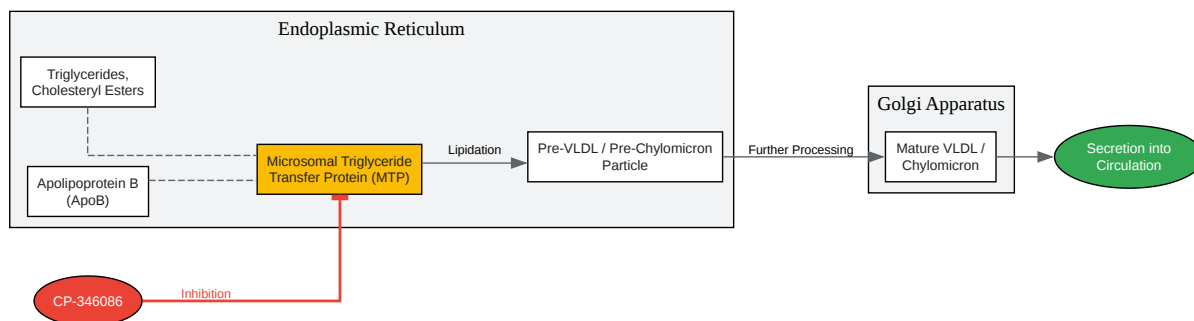 Endoplasmic Reticulum
Triglycerides,
Cholesteryl Esters
Apolipoprotein B
(ApoB)
Microsomal Triglyceride
Transfer Protein (MTP)
Lipidation
Pre-VLDL / Pre-Chylomicron
Particle
Further Processing
Golgi Apparatus
Mature VLDL /
Chylomicron
Secretion into
Circulation
CP-346086
Inhibition